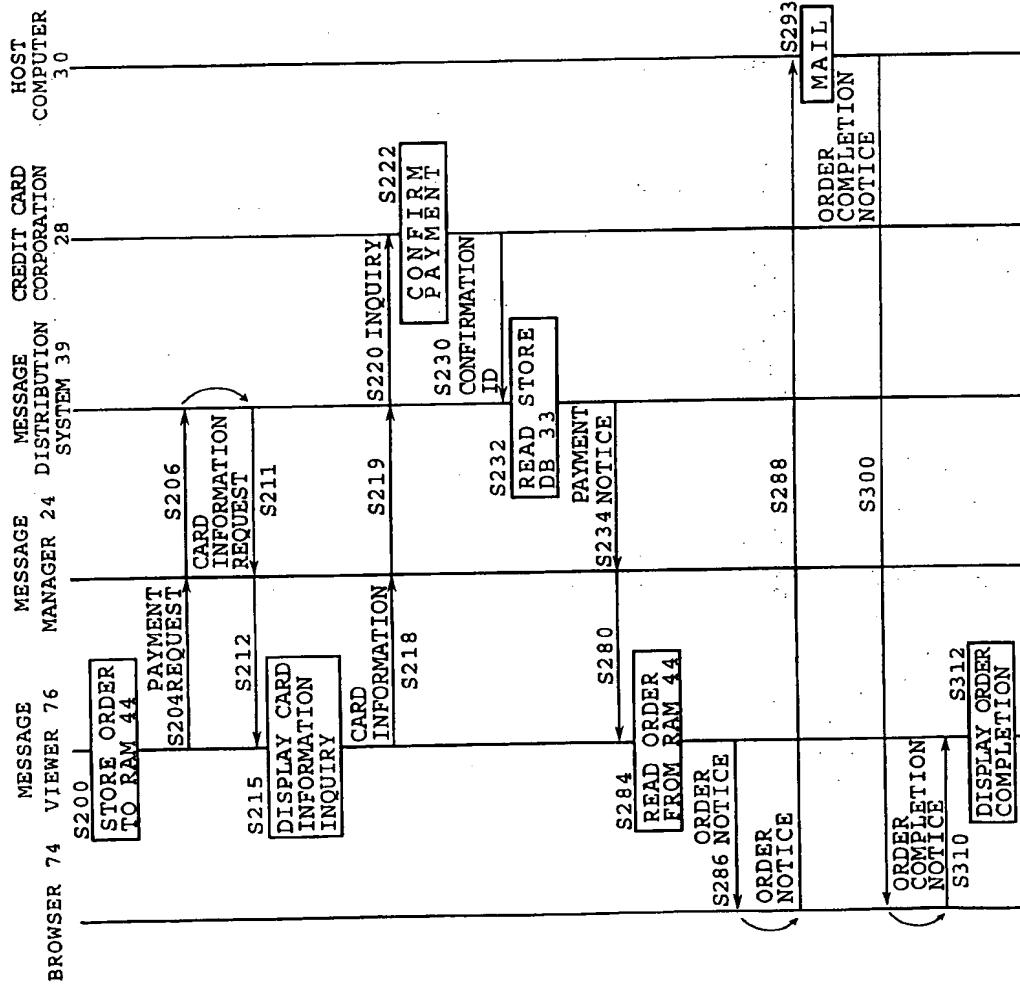 BROWSER 74
MESSAGE
VIEWER 76
MESSAGE
MANAGER 24
MESSAGE
DISTRIBUTION
SYSTEM 39
CREDIT CARD
CORPORATION
28
HOST
COMPUTER
30
S200
STORE ORDER
TO RAM 44
PAYMENT
S204 REQUEST
S206
CARD
INFORMATION
REQUEST
S211
S212
S215
DISPLAY CARD
INFORMATION
INQUIRY
CARD
INFORMATION
S218
S219
S220 INQUIRY
S222
CONFIRM
PAYMENT
S230
CONFIRMATION
ID
S232
READ STORE
DB 33
PAYMENT
S234 NOTICE
S280
S284
READ ORDER
FROM RAM 44
ORDER
S286 NOTICE
ORDER
NOTICE
S288
S293
MAIL
ORDER
COMPLETION
NOTICE
S300
ORDER
COMPLETION
NOTICE
S310
S312
DISPLAY ORDER
COMPLETION